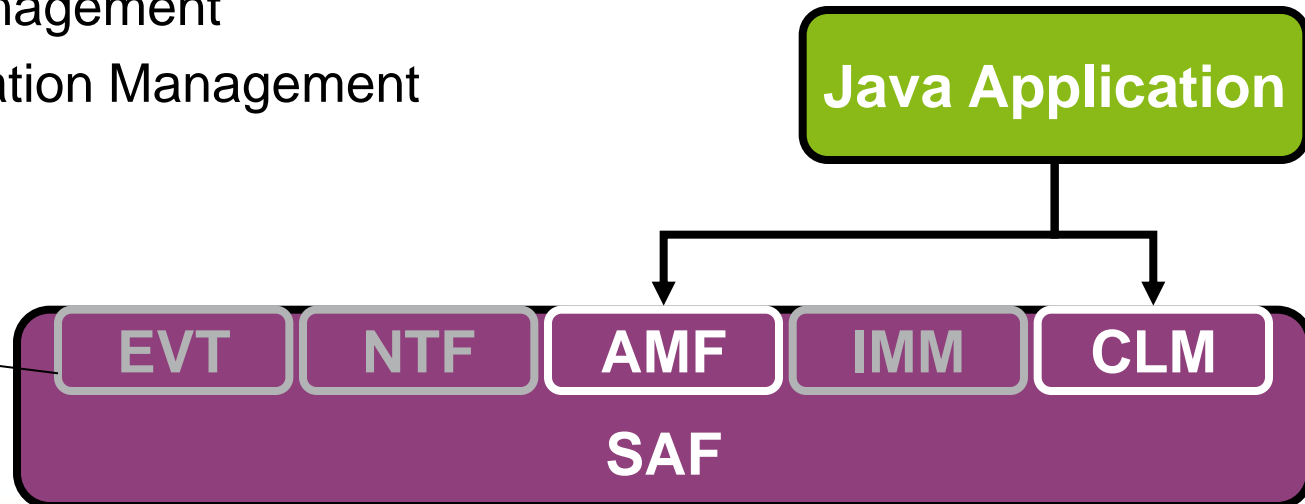 nagement
ation Management
Java Application
EVT NTF AMF IMM CLM
SAF